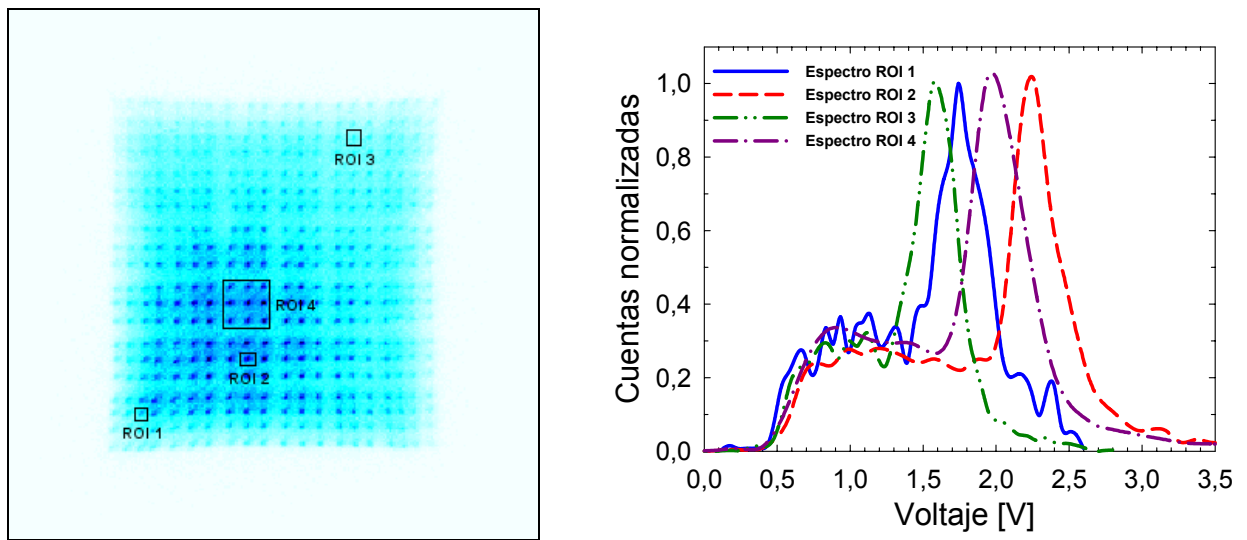 ROI 3
ROI 4
ROI 2
ROI 1
Cuentas normalizadas
1,0
0,8
0,6
0,4
0,2
0,0
Espectro ROI 1
Espectro ROI 2
Espectro ROI 3
Espectro ROI 4
0,0 0,5 1,0 1,5 2,0 2,5 3,0 3,5
Voltaje [V]